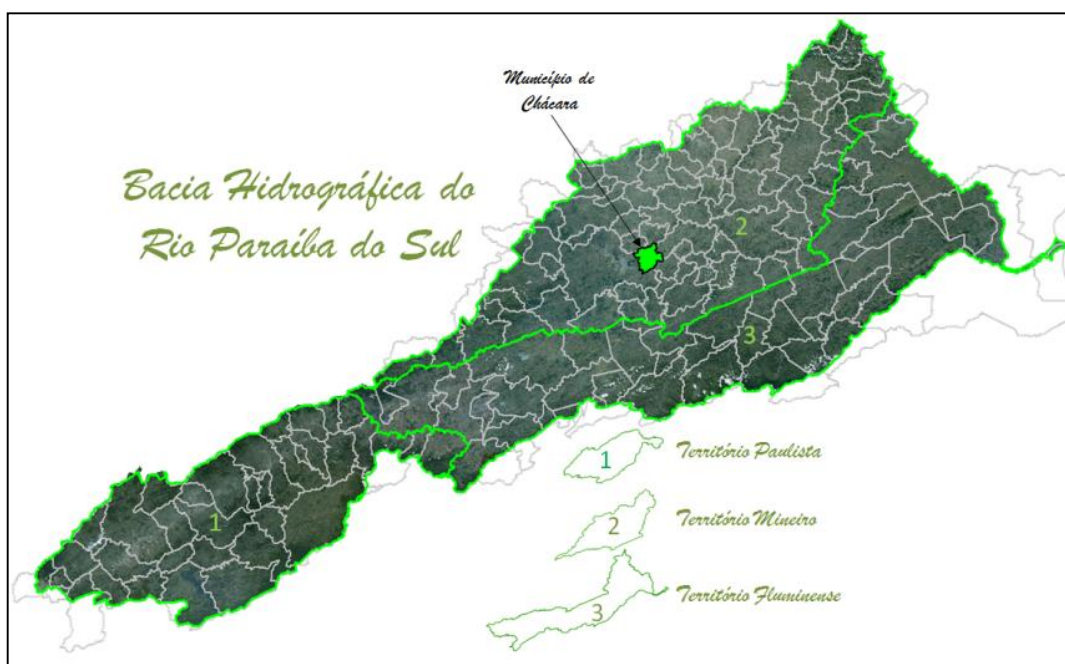 Município de
Chácara
Bacia Hidrográfica do
Rio Paraíba do Sul
2
3
1
1
Território Paulista
2
Território Mineiro
3
Território Fluminense